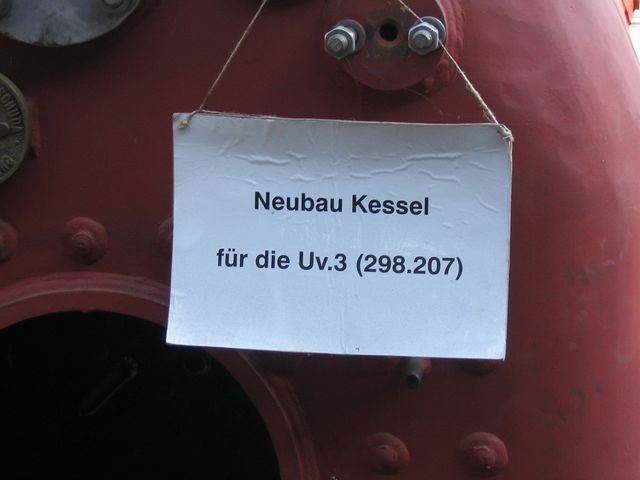 Neubau Kessel
für die Uv.3 (298.207)